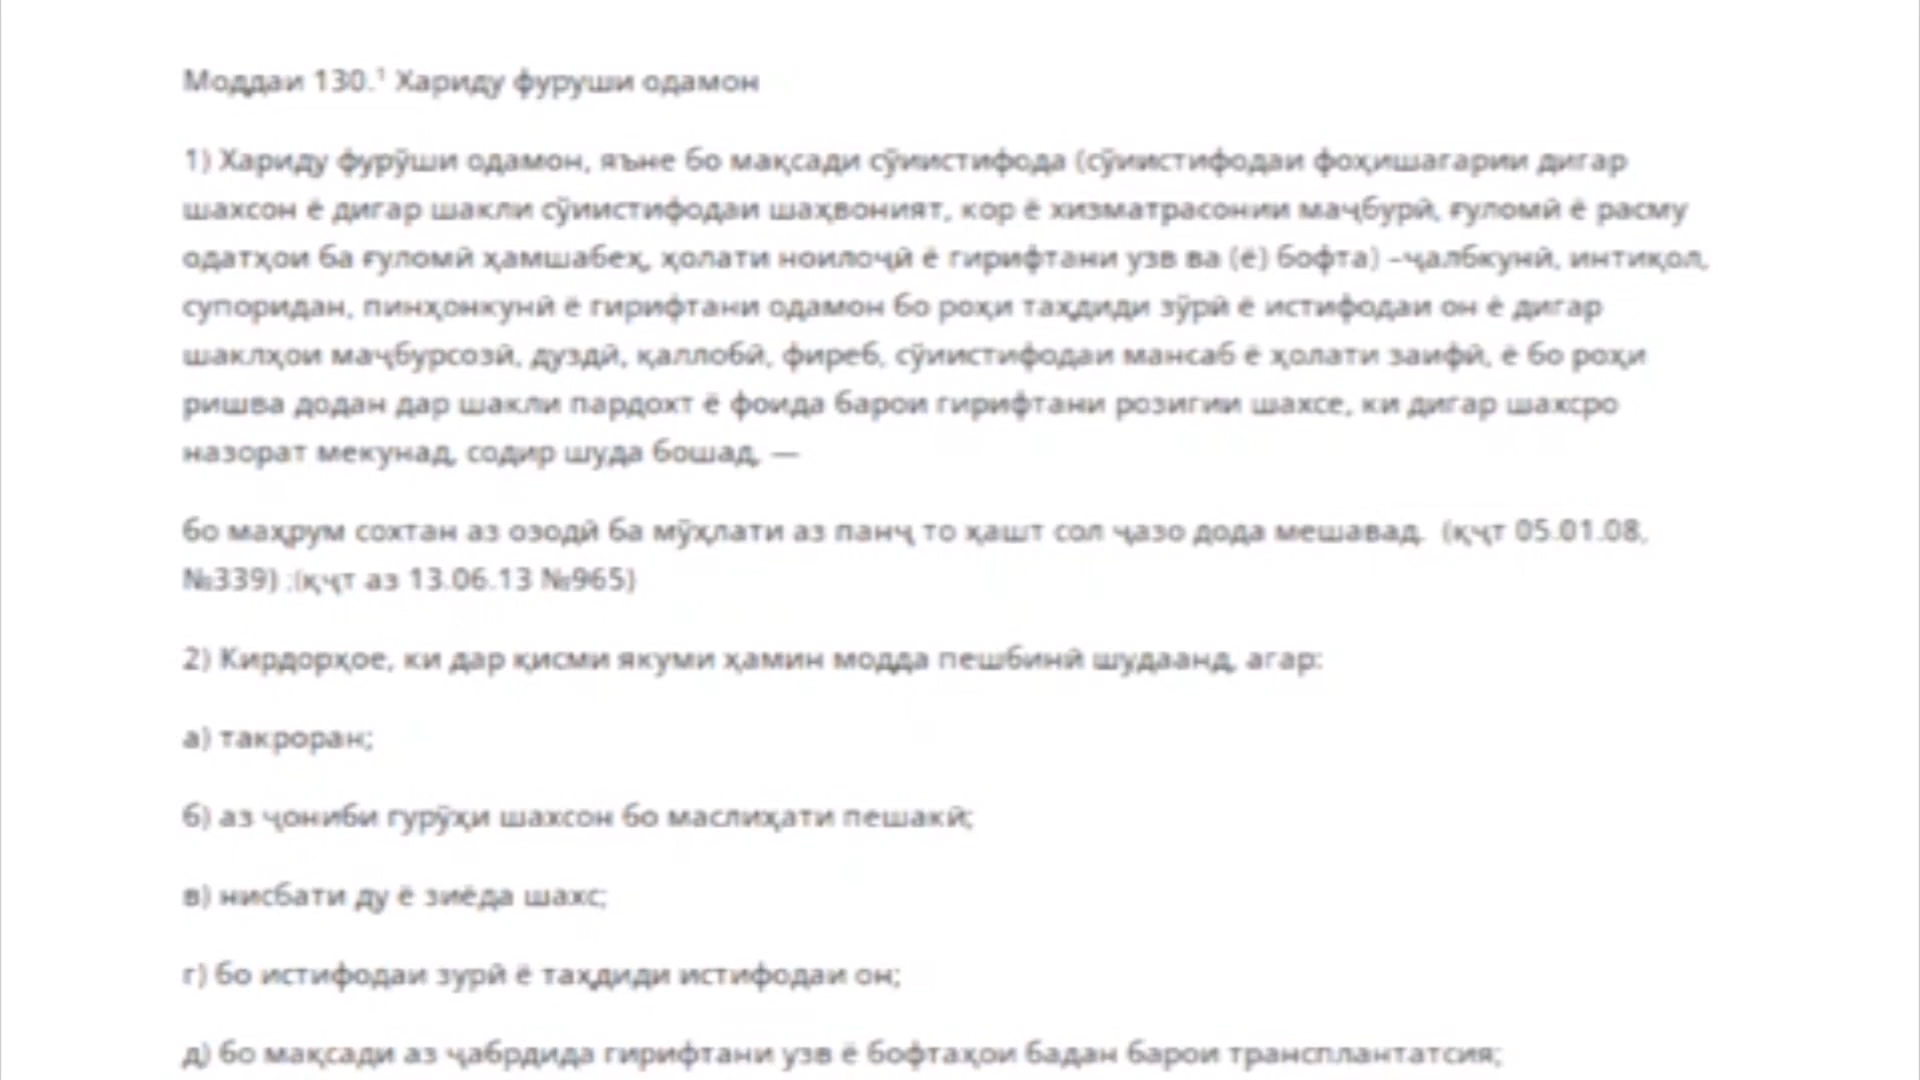 Моддаи 130.¹ Хариду фуруши одамон
1) Хариду фурӯши одамон, яъне бо мақсади сӯиистифода (сӯиистифодаи фоҳишагарии дигар
шахсон ё дигар шакли сӯиистифодаи шаҳвоният, кор ё хизматрасонии маҷбурӣ, ғуломӣ ё расму
одатҳои ба ғуломӣ ҳамшабеҳ, ҳолати ноилоҷӣ ё гирифтани узв ва (ё) бофта) –ҷалбкунӣ, интиқол,
супоридан, пинҳонкунӣ ё гирифтани одамон бо роҳи таҳдиди зӯрӣ ё истифодаи он ё дигар
шаклҳои маҷбурсозӣ, дуздӣ, қаллобӣ, фиреб, сӯиистифодаи мансаб ё ҳолати заифӣ, ё бо роҳи
ришва додан дар шакли пардохт ё фоида барои гирифтани розигии шахсе, ки дигар шахсро
назорат мекунад, содир шуда бошад, —
бо маҳрум сохтан аз озодӣ ба мӯҳлати аз панҷ то ҳашт сол ҷазо дода мешавад.  (қҷт 05.01.08,
№339) ;(қҷт аз 13.06.13 №965)
2) Кирдорҳое, ки дар қисми якуми ҳамин модда пешбинӣ шудаанд, агар:
а) такроран;
б) аз ҷониби гурӯҳи шахсон бо маслиҳати пешакӣ;
в) нисбати ду ё зиёда шахс;
г) бо истифодаи зурӣ ё таҳдиди истифодаи он;
д) бо мақсади аз ҷабрдида гирифтани узв ё бофтаҳои бадан барои трансплантатсия;